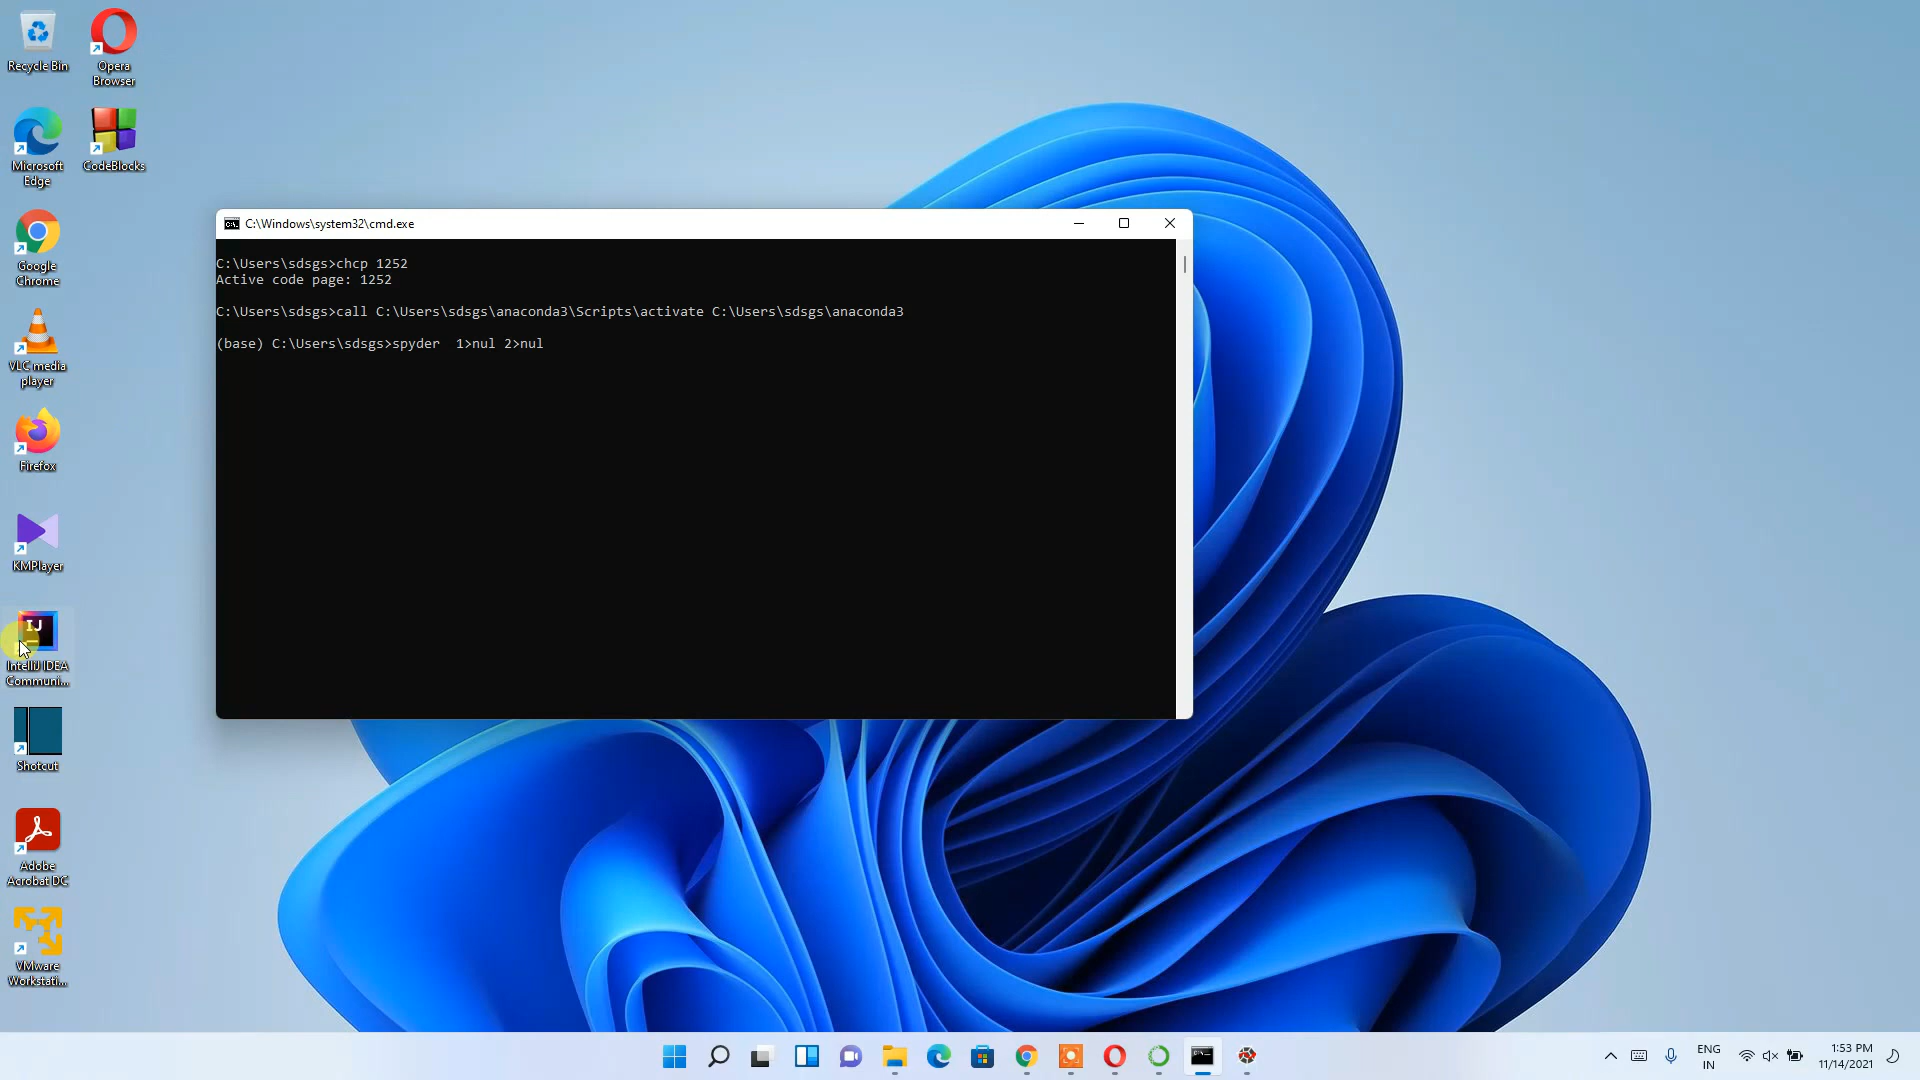 Recycle Bin
Opera
Browser
Microsoft
Edge
CodeBlocks
Google
Chrome
VLC media
player
Firefox
KMPlayer
IJ
IntelliJ IDEA
Communi...
Shotcut
Adobe
Acrobat DC
VMware
Workstati...
C:\Windows\system32\cmd.exe
C:\Users\sdsgs>chcp 1252
Active code page: 1252
C:\Users\sdsgs>call C:\Users\sdsgs\anaconda3\Scripts\activate C:\Users\sdsgs\anaconda3
(base) C:\Users\sdsgs>spyder  1>nul 2>nul
ENG
IN
1:53 PM
11/14/2021